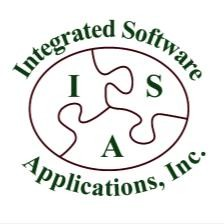 Integrated Software
I S
A
Applications, Inc.